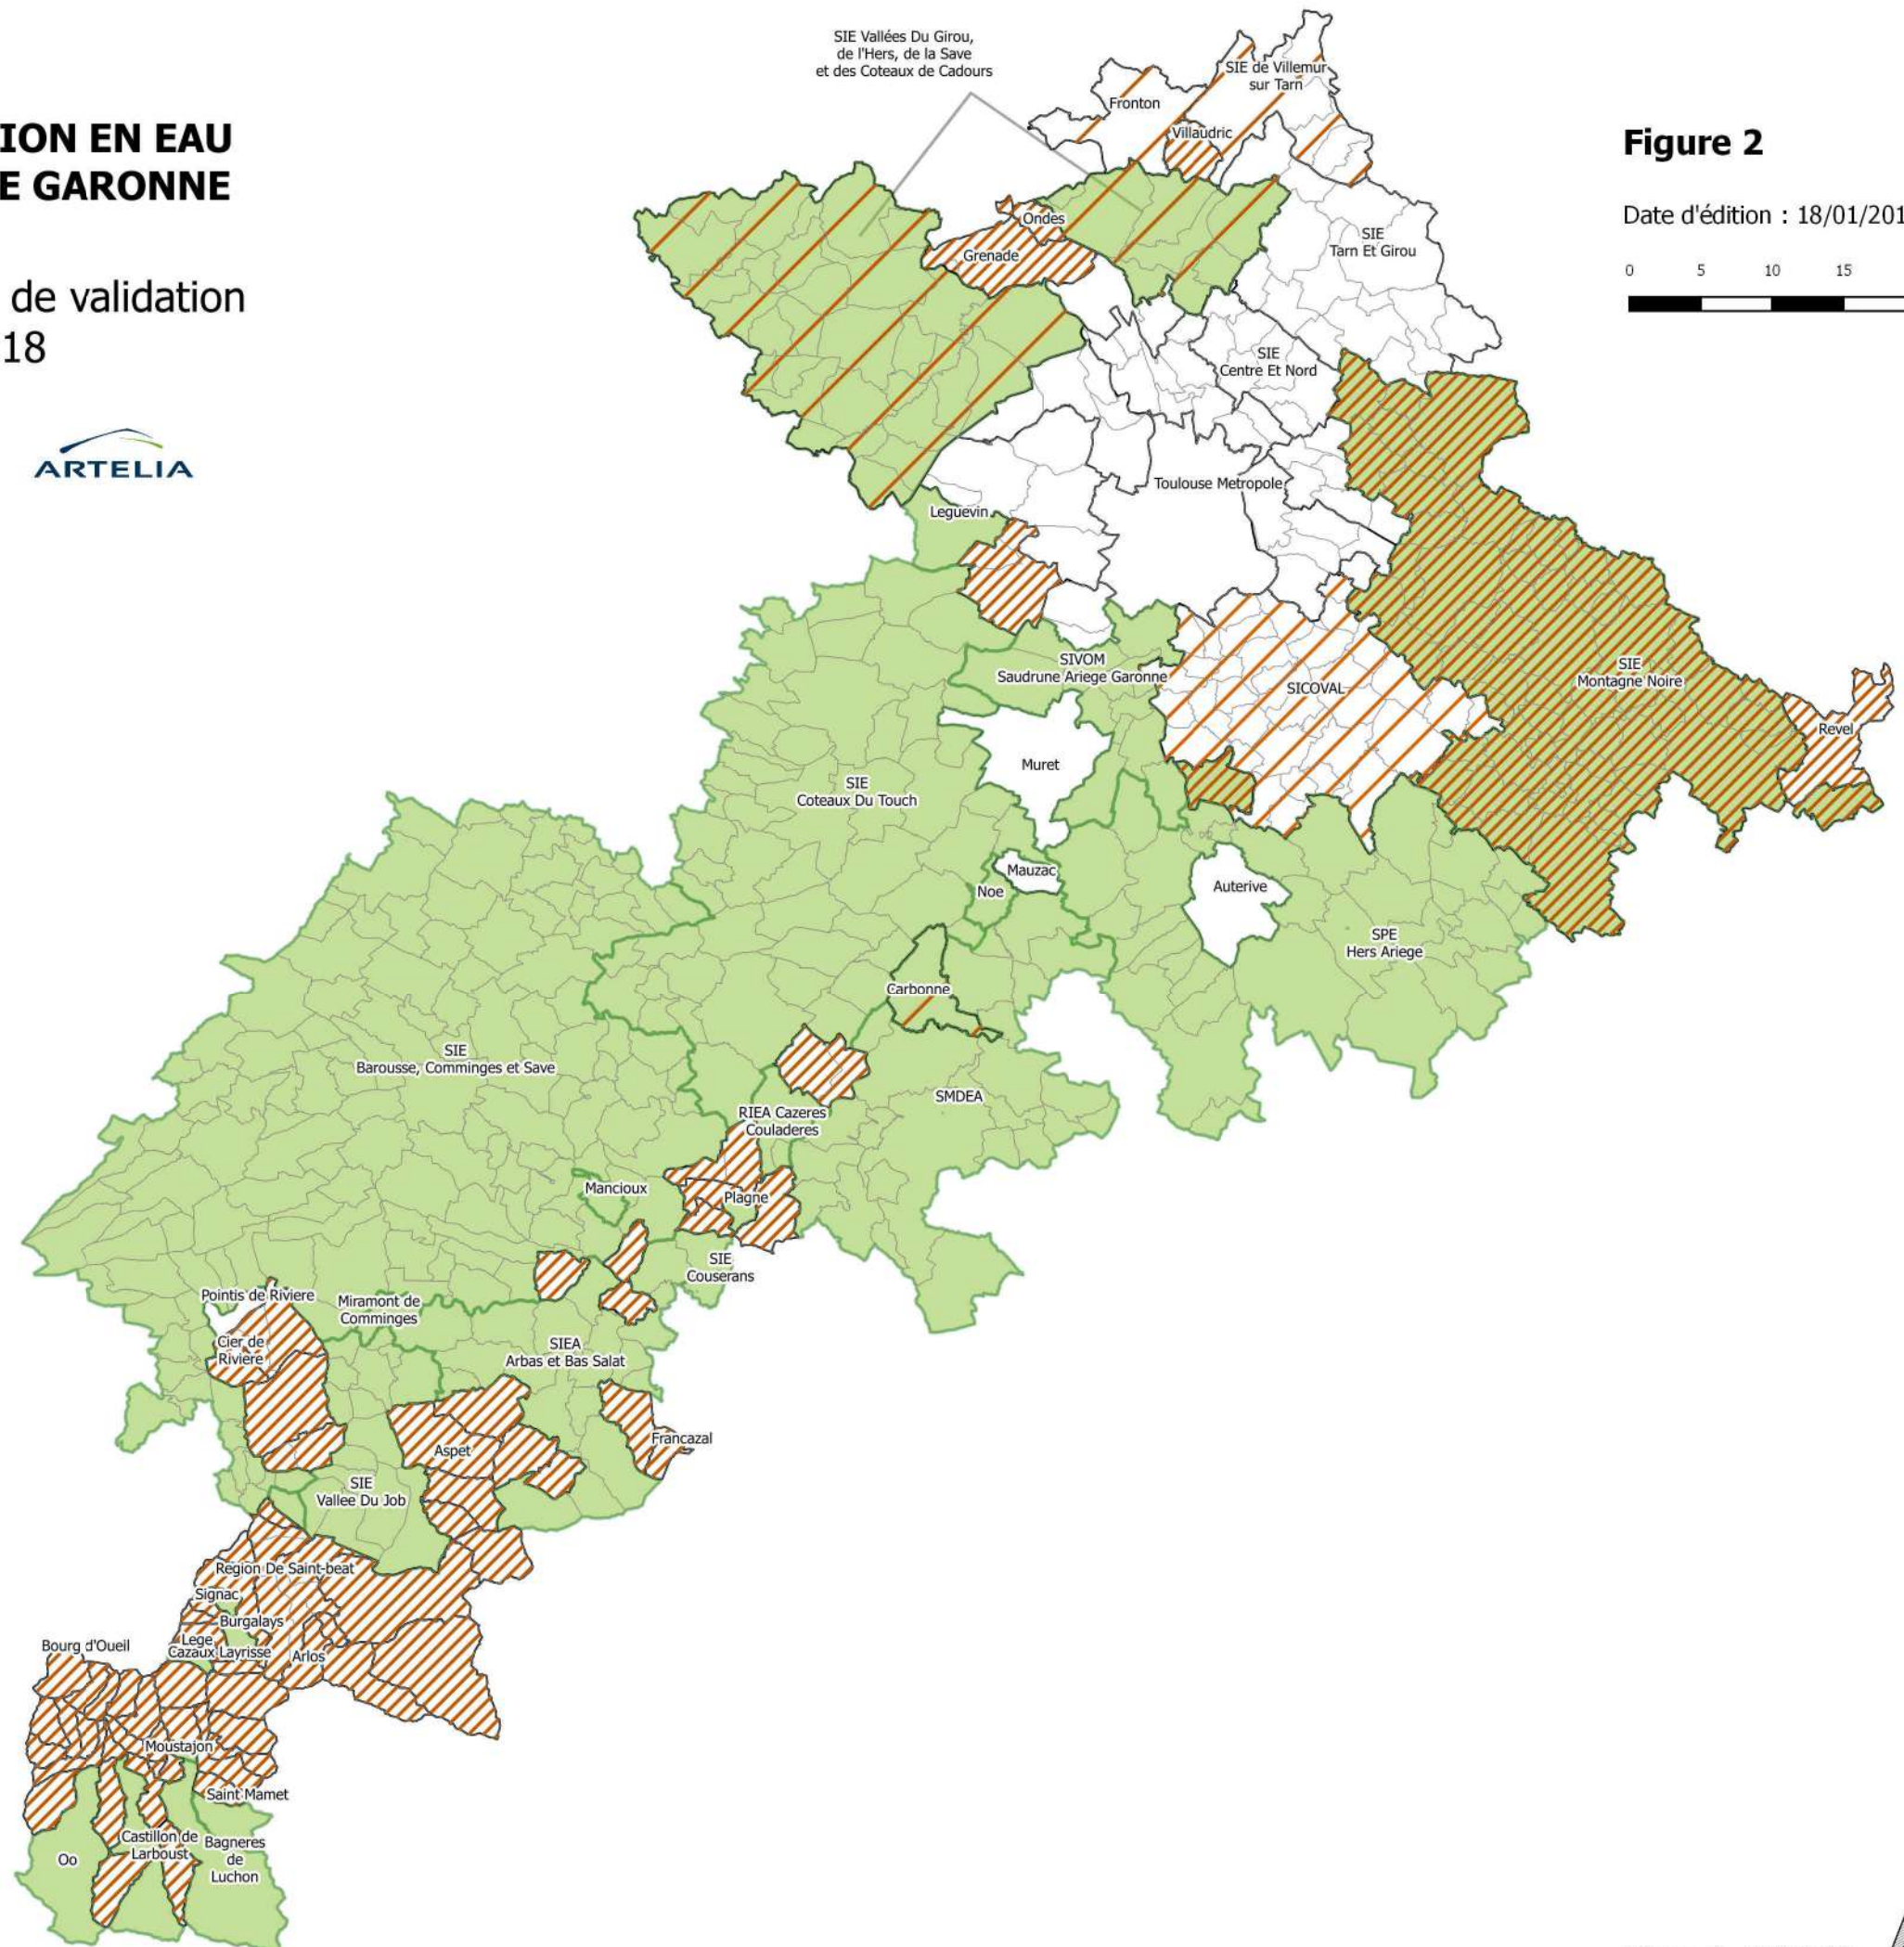 ION EN EAU
E GARONNE
de validation
18
ARTELIA
Figure 2
Date d'édition : 18/01/201
0 5 10 15
SIE Vallées Du Girou,
de l'Hers, de la Save
et des Coteaux de Cadours
SIE de Villemur
sur Tarn
Fronton
Villaudric
Ondes
Grenade
SIE
Tarn Et Girou
SIE
Centre Et Nord
Toulouse Metropole
Leguevin
SIVOM
Saudrune Ariege Garonne
SICOVAL
SIE
Montagne Noire
Revel
Muret
SIE
Coteaux Du Touch
Mauzac
Noe
Auterive
SPE
Hers Ariege
Carbonne
SIE
Barousse, Comminges et Save
SMDEA
RIEA Cazeres
Couladeres
Mancioux
Plagne
SIE
Couserans
Pointis de Riviere
Miramont de
Comminges
Cier de
Riviere
SIEA
Arbas et Bas Salat
Aspet
Francazal
SIE
Vallee Du Job
Region De Saint-beat
Signac
Burgalays
Lege
Cazaux Layrisse
Arlos
Bourg d'Oueil
Moustajon
Saint Mamet
Castillon de
Larboust
Bagneres
de
Luchon
Oo